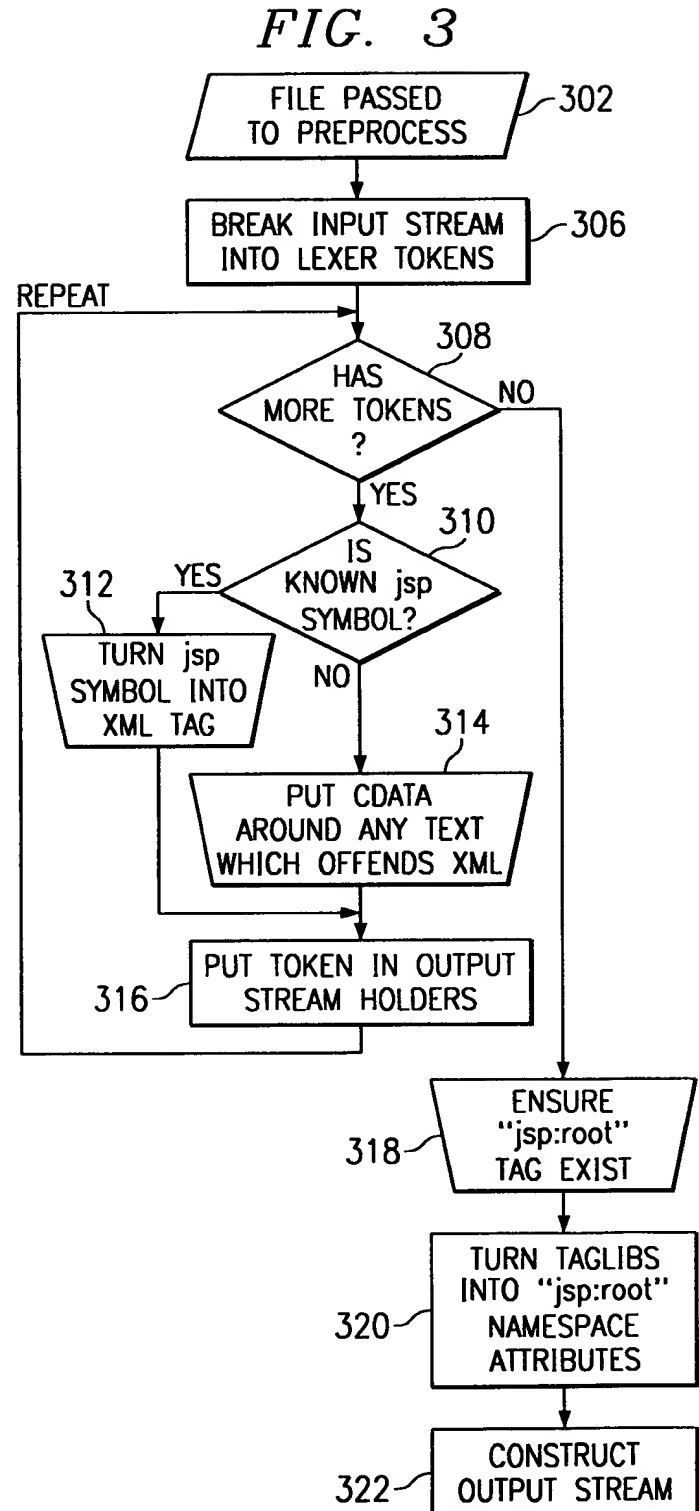 FIG. 3
FILE PASSED
TO PREPROCESS
302
BREAK INPUT STREAM
INTO LEXER TOKENS
306
REPEAT
308
HAS
MORE TOKENS
?
NO
YES
310
IS
KNOWN jsp
SYMBOL?
YES
NO
312
TURN jsp
SYMBOL INTO
XML TAG
314
PUT CDATA
AROUND ANY TEXT
WHICH OFFENDS XML
316
PUT TOKEN IN OUTPUT
STREAM HOLDERS
318
ENSURE
"jsp:root"
TAG EXIST
320
TURN TAGLIBS
INTO "jsp:root"
NAMESPACE
ATTRIBUTES
322
CONSTRUCT
OUTPUT STREAM